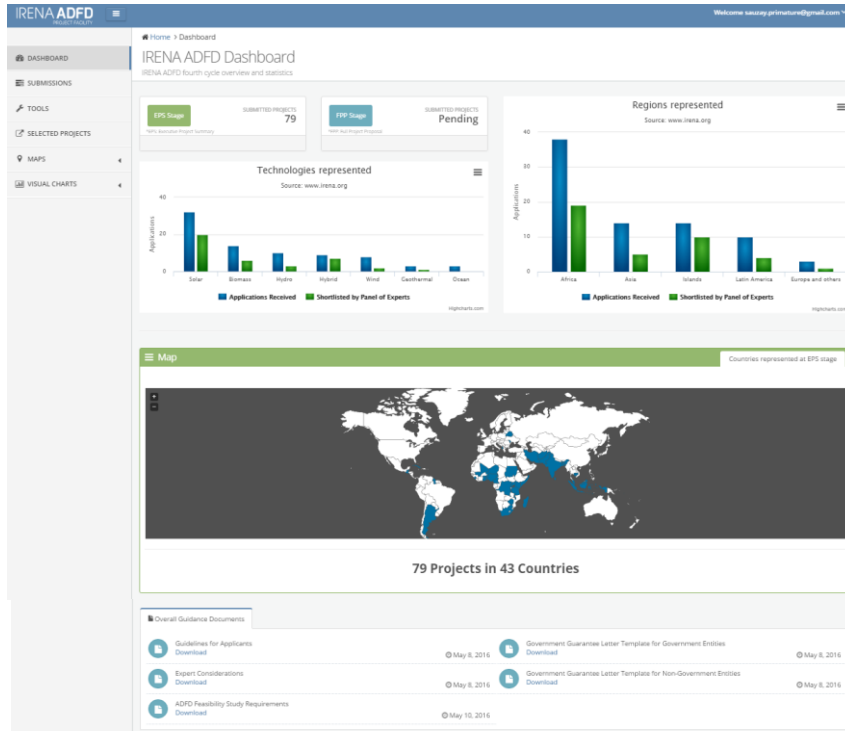 IRENA ADFD
PROJECT FACILITY
Welcome sauzay.primature@gmail.com
DASHBOARD
SUBMISSIONS
TOOLS
SELECTED PROJECTS
MAPS
VISUAL CHARTS
Home > Dashboard
IRENA ADFD Dashboard
IRENA ADFD fourth cycle overview and statistics
EPS Stage
SUBMITTED PROJECTS
79
*EPS: Executive Project Summary
FPP Stage
SUBMITTED PROJECTS
Pending
*FPP: Full Project Proposal
Technologies represented
Source: www.irena.org
Applications
40
20
0
Solar Biomass Hydro Hybrid Wind Geothermal Ocean
Applications Received Shortlisted by Panel of Experts
Highcharts.com
Regions represented
Source: www.irena.org
Applications
40
30
20
10
0
Africa Asia Islands Latin America Europe and others
Applications Received Shortlisted by Panel of Experts
Highcharts.com
Map
Countries represented at EPS stage
+
-
79 Projects in 43 Countries
Overall Guidance Documents
Guidelines for Applicants
Download
May 8, 2016
Government Guarantee Letter Template for Government Entities
Download
May 8, 2016
Expert Considerations
Download
May 8, 2016
Government Guarantee Letter Template for Non-Government Entities
Download
May 8, 2016
ADFD Feasibility Study Requirements
Download
May 10, 2016